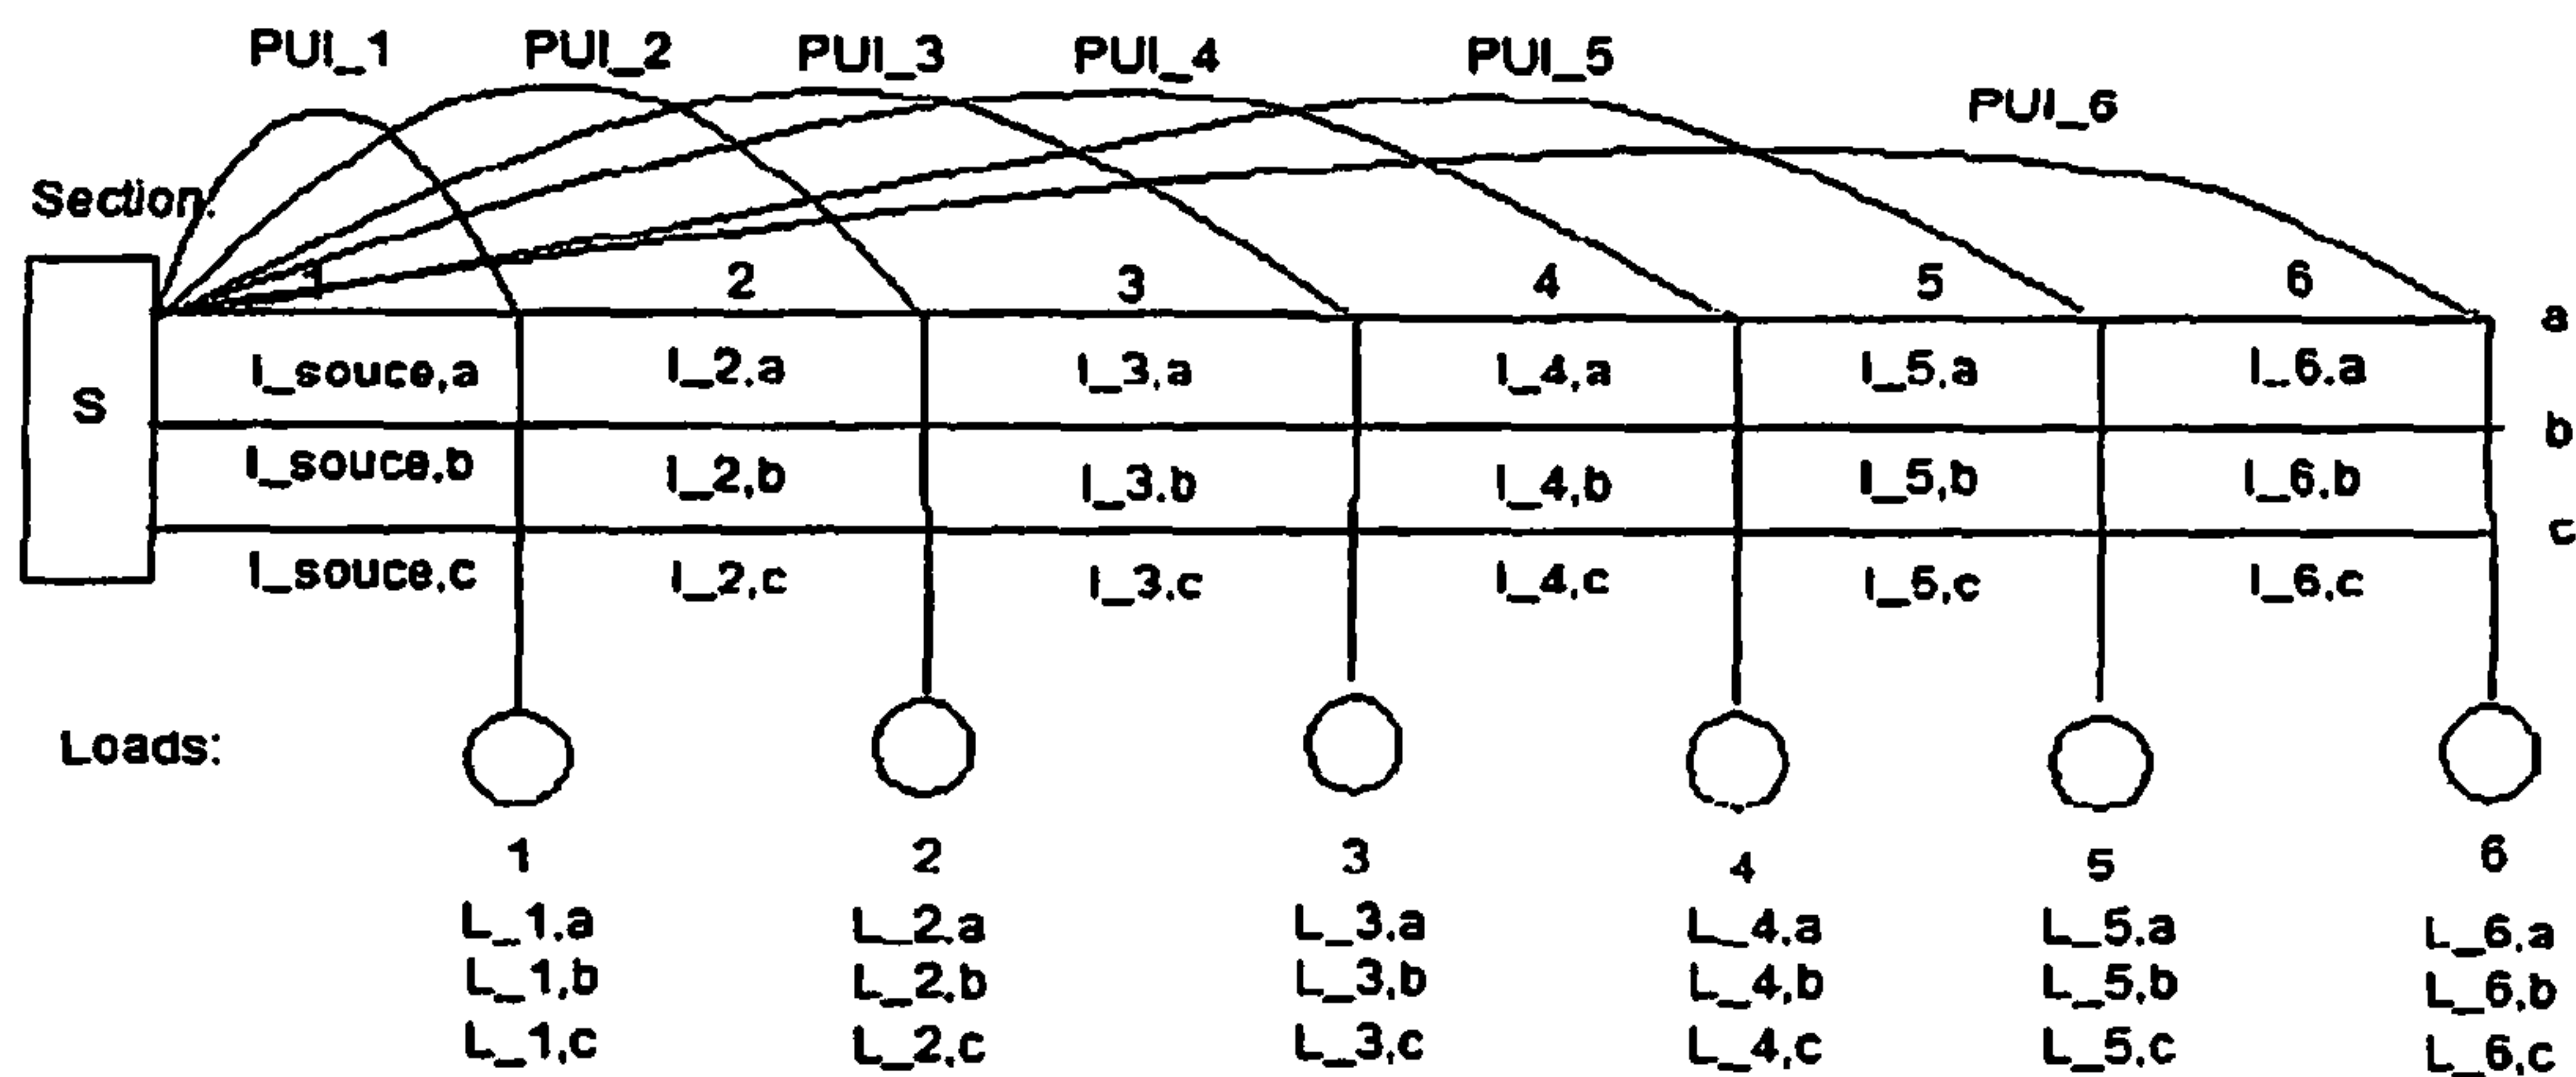 PUI_1 PUI_2 PUI_3 PUI_4 PUI_5
PUI_6
Section:
1 2 3 4 5 6
a
I_souce,a I_2.a I_3,a I_4,a I_5.a I_6.a
S
b
I_souce,b I_2,b I_3.b I_4,b I_5,b I_6.b
c
I_souce,c I_2,c I_3.c I_4,c I_5,c I_6.c
Loads:
1 2 3 4 5 6
L_1.a L_2.a L_3.a L_4.a L_5.a L_6.a
L_1,b L_2.b L_3,b L_4,b L_5,b L_6,b
L_1,c L_2,c L_3,c L_4,c L_5,c L_6,c